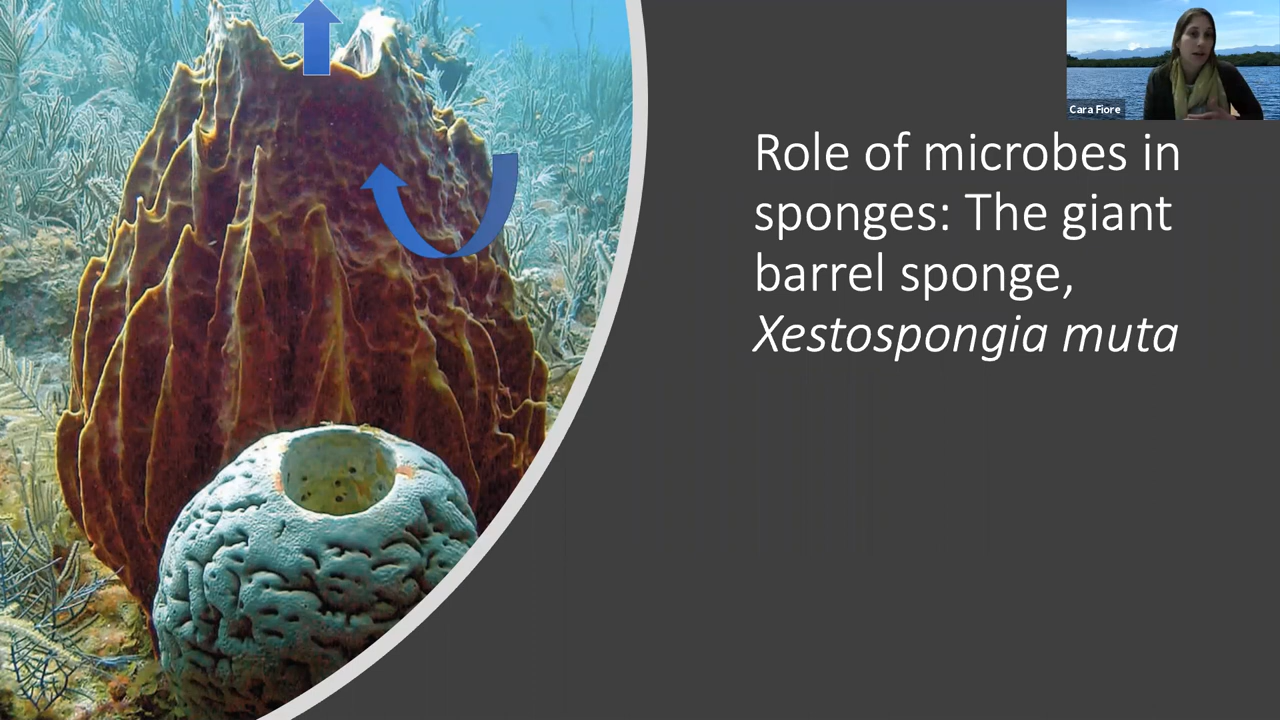 Cara Fiore
Role of microbes in
sponges: The giant
barrel sponge,
Xestospongia muta